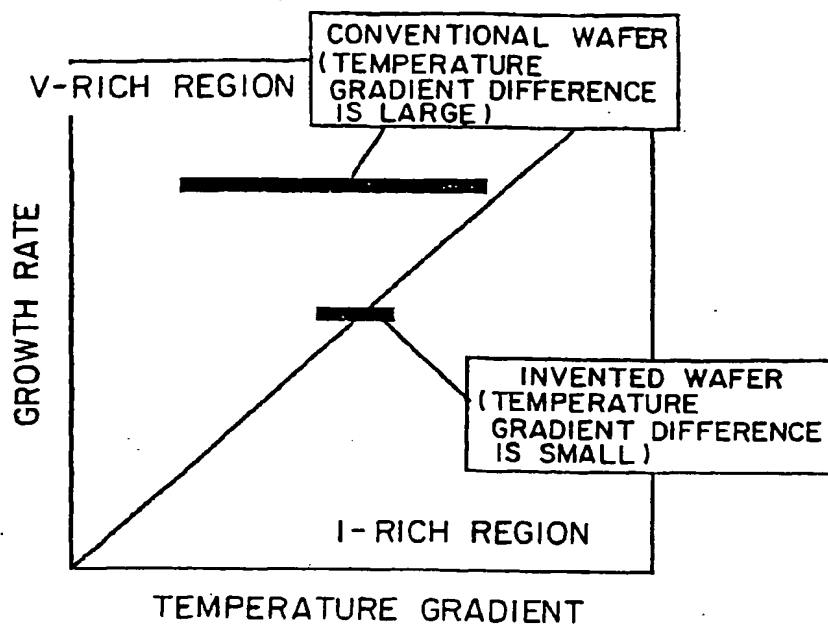 CONVENTIONAL WAFER
(TEMPERATURE
GRADIENT DIFFERENCE
IS LARGE)
V-RICH REGION
GROWTH RATE
INVENTED WAFER
(TEMPERATURE
GRADIENT DIFFERENCE
IS SMALL)
I-RICH REGION
TEMPERATURE GRADIENT